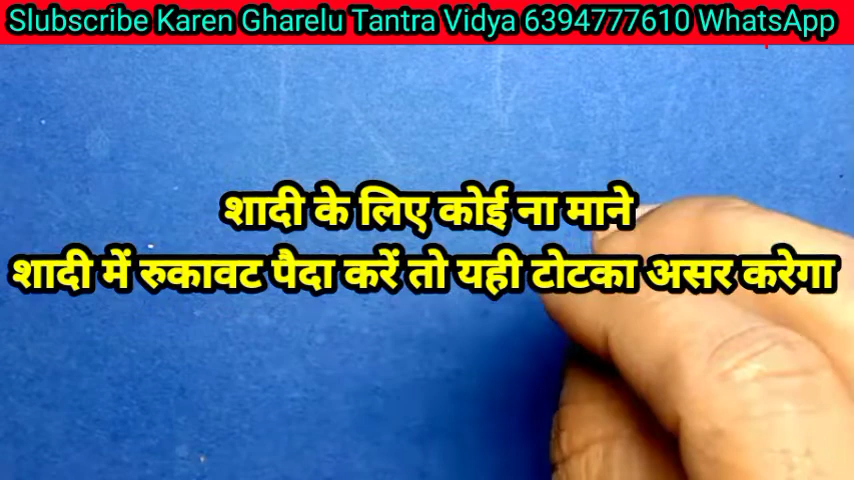 Slubscribe Karen Gharelu Tantra Vidya 6394777610 WhatsApp
शादी के लिए कोई ना माने
शादी में रुकावट पैदा करें तो यही टोटका असर करेगा